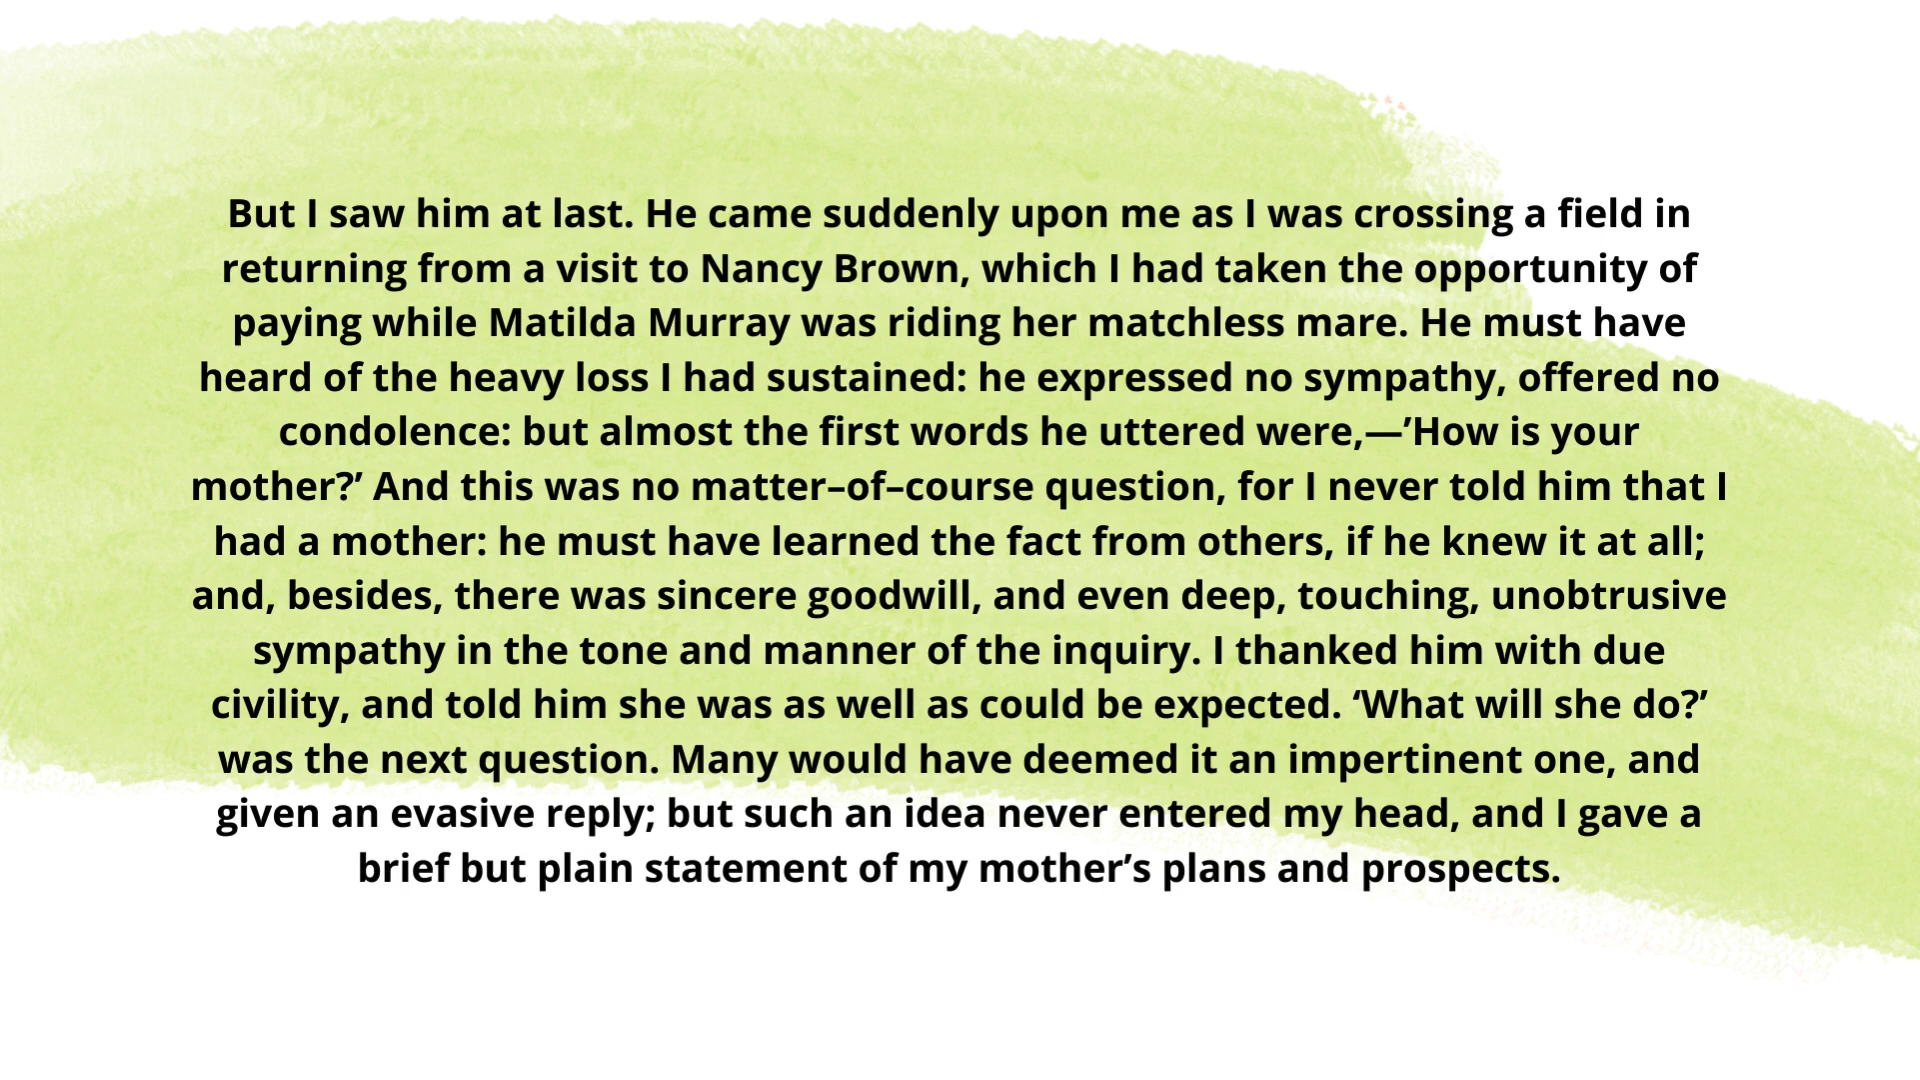 But I saw him at last. He came suddenly upon me as I was crossing a field in
returning from a visit to Nancy Brown, which I had taken the opportunity of
paying while Matilda Murray was riding her matchless mare. He must have
heard of the heavy loss I had sustained: he expressed no sympathy, offered no
condolence: but almost the first words he uttered were,—’How is your
mother?’ And this was no matter–of–course question, for I never told him that I
had a mother: he must have learned the fact from others, if he knew it at all;
and, besides, there was sincere goodwill, and even deep, touching, unobtrusive
sympathy in the tone and manner of the inquiry. I thanked him with due
civility, and told him she was as well as could be expected. ‘What will she do?’
was the next question. Many would have deemed it an impertinent one, and
given an evasive reply; but such an idea never entered my head, and I gave a
brief but plain statement of my mother’s plans and prospects.